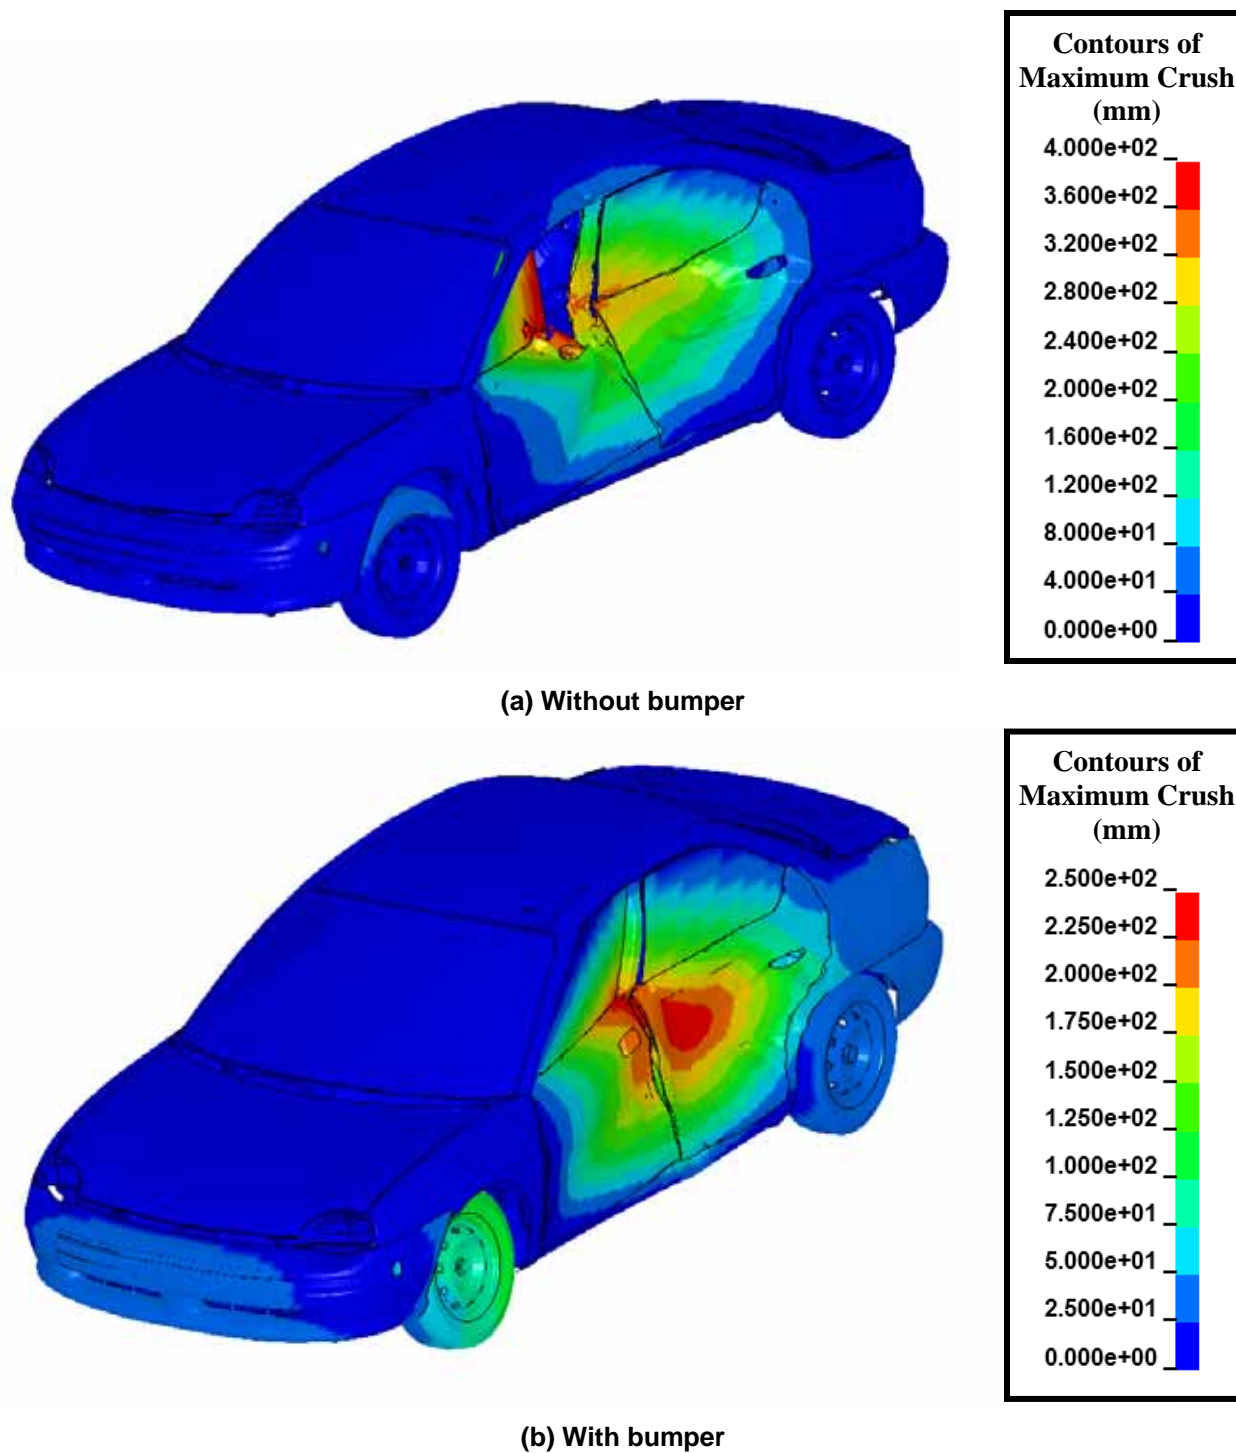 Contours of
Maximum Crush
(mm)
4.000e+02
3.600e+02
3.200e+02
2.800e+02
2.400e+02
2.000e+02
1.600e+02
1.200e+02
8.000e+01
4.000e+01
0.000e+00
(a) Without bumper
Contours of
Maximum Crush
(mm)
2.500e+02
2.250e+02
2.000e+02
1.750e+02
1.500e+02
1.250e+02
1.000e+02
7.500e+01
5.000e+01
2.500e+01
0.000e+00
(b) With bumper